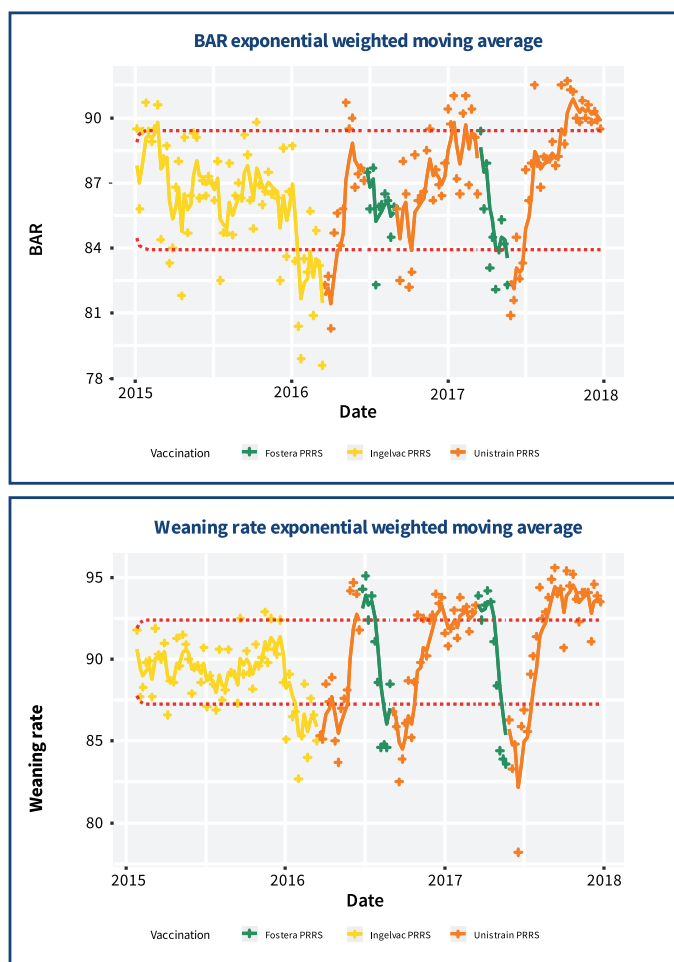 BAR exponential weighted moving average
BAR
90
87
84
81
78
2015
2016
2017
2018
Date
Vaccination
Fostera PRRS
Ingelvac PRRS
Unistrain PRRS
Weaning rate exponential weighted moving average
Weaning rate
95
90
85
80
2015
2016
2017
2018
Date
Vaccination
Fostera PRRS
Ingelvac PRRS
Unistrain PRRS